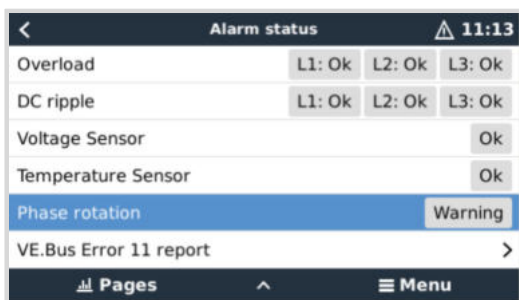 Alarm status 11:13
Overload L1: Ok L2: Ok L3: Ok
DC ripple L1: Ok L2: Ok L3: Ok
Voltage Sensor Ok
Temperature Sensor Ok
Phase rotation Warning
VE.Bus Error 11 report
Pages Menu